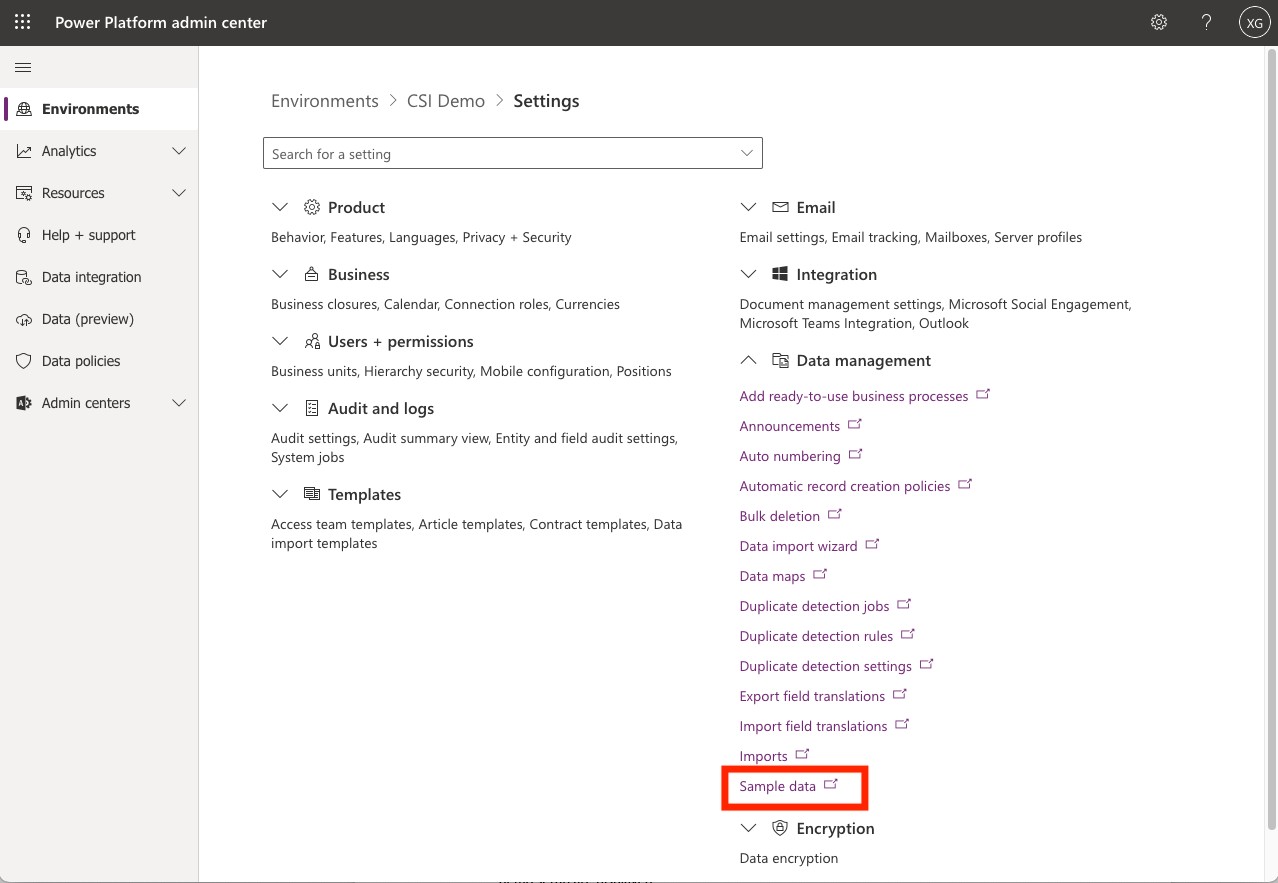 Power Platform admin center
?
XG
Environments
Analytics
Resources
Help + support
Data integration
Data (preview)
Data policies
Admin centers
Environments > CSI Demo > Settings
Search for a setting
Product
Behavior, Features, Languages, Privacy + Security
Business
Business closures, Calendar, Connection roles, Currencies
Users + permissions
Business units, Hierarchy security, Mobile configuration, Positions
Audit and logs
Audit settings, Audit summary view, Entity and field audit settings,
System jobs
Templates
Access team templates, Article templates, Contract templates, Data
import templates
Email
Email settings, Email tracking, Mailboxes, Server profiles
Integration
Document management settings, Microsoft Social Engagement,
Microsoft Teams Integration, Outlook
Data management
Add ready-to-use business processes
Announcements
Auto numbering
Automatic record creation policies
Bulk deletion
Data import wizard
Data maps
Duplicate detection jobs
Duplicate detection rules
Duplicate detection settings
Export field translations
Import field translations
Imports
Sample data
Encryption
Data encryption